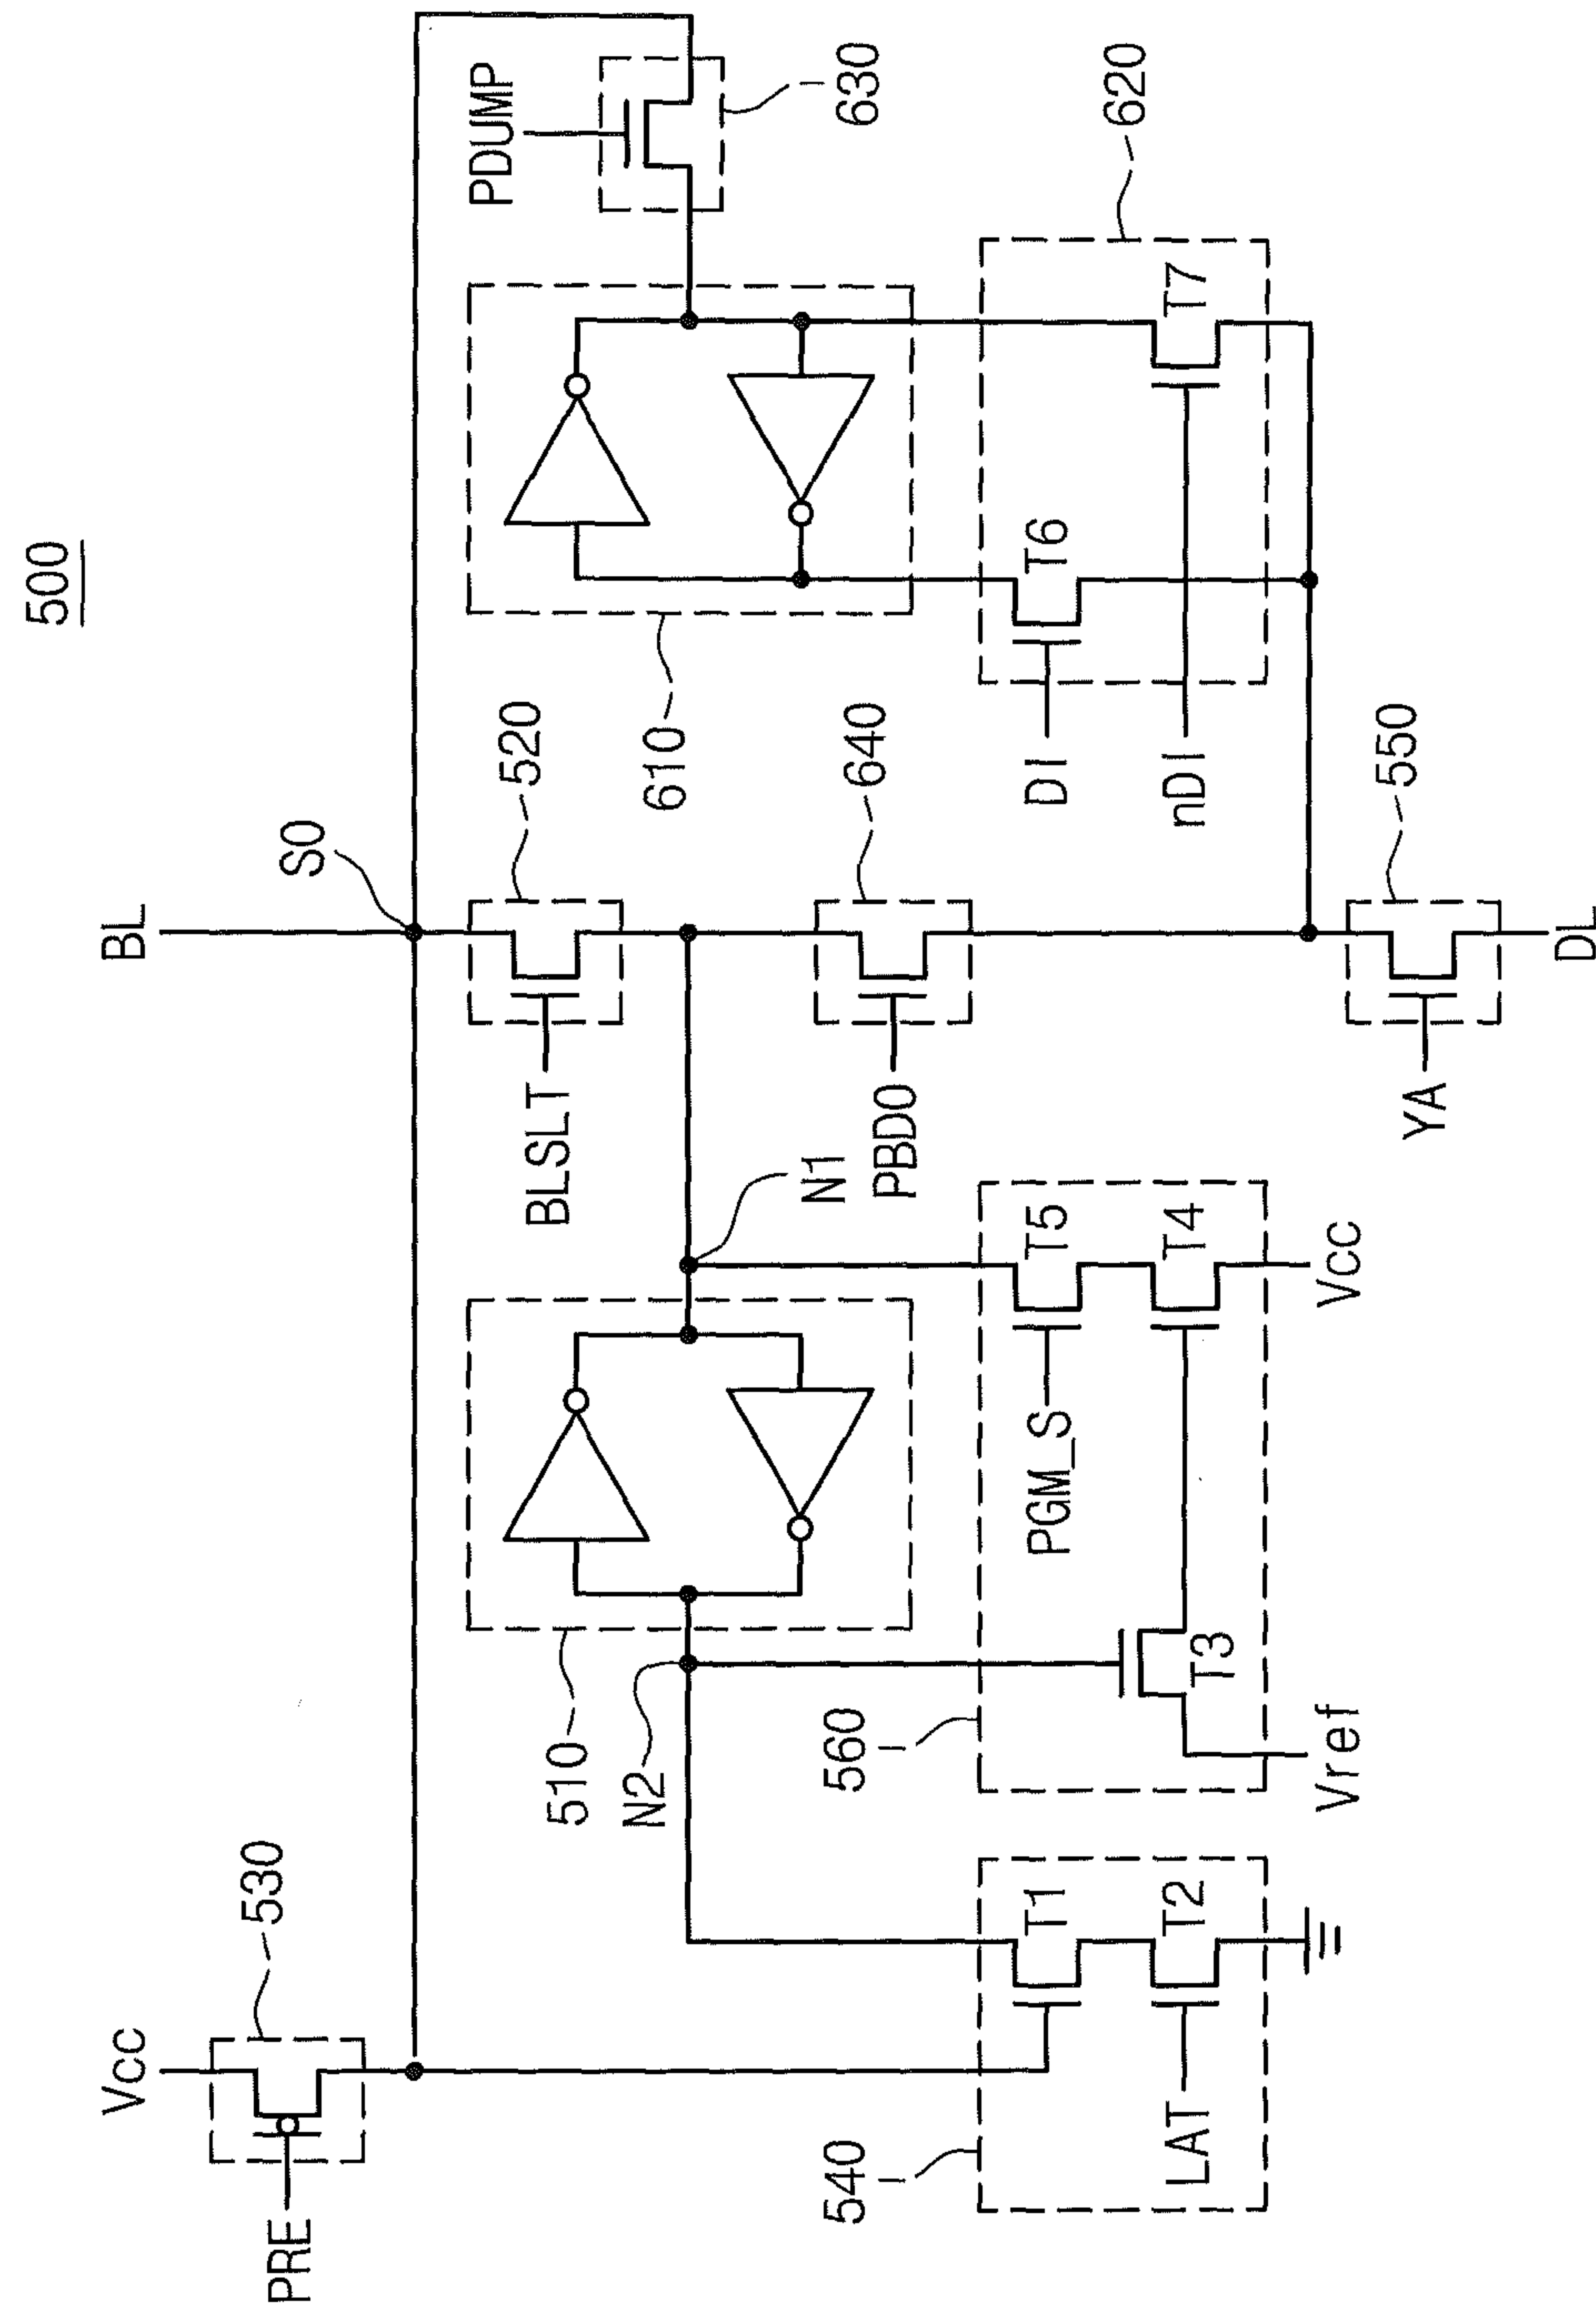 500
BL
S0
Vcc
530
PRE
PDUMP
630
520
BLSLT
610
510
N2
N1
640
PBDO
620
T6
T7
DI
nDI
560
PGM_S
T5
T4
T3
Vcc
Vref
540
T1
T2
LAT
550
YA
DL